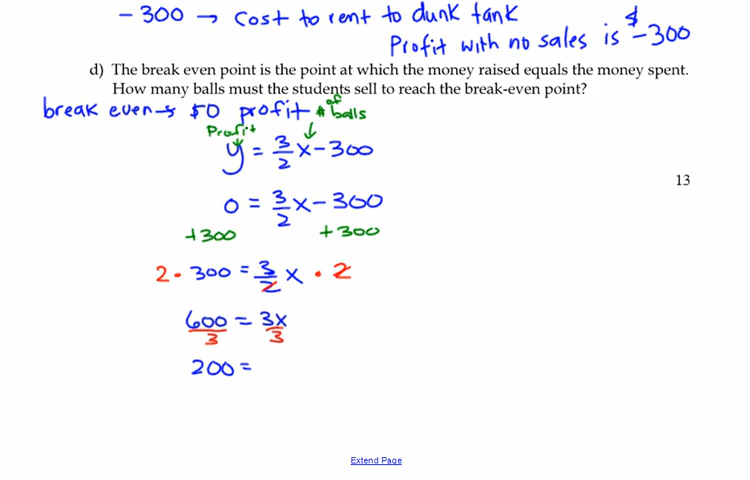 -300 → Cost to rent to dunk tank
Profit with no sales is $-300
d) The break even point is the point at which the money raised equals the money spent.
How many balls must the students sell to reach the break-even point?
break even → $0 profit # of balls
Profit
y = 3/2 x - 300
13
0 = 3/2 x - 300
+300 +300
2 · 300 = 3/2 x · 2
600/3 = 3x/3
200 =
Extend Page